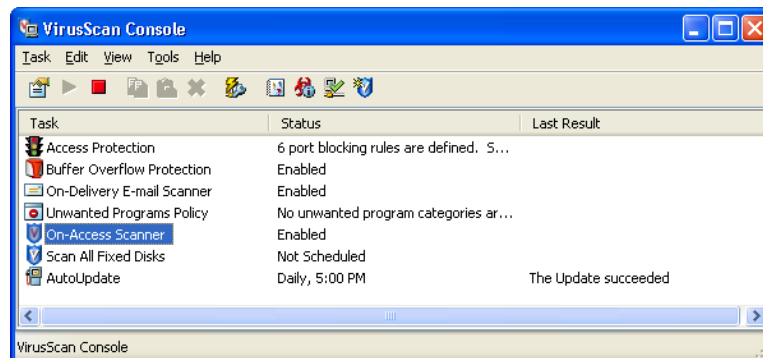 VirusScan Console
Task Edit View Tools Help
Task Status Last Result
Access Protection 6 port blocking rules are defined. S...
Buffer Overflow Protection Enabled
On-Delivery E-mail Scanner Enabled
Unwanted Programs Policy No unwanted program categories ar...
On-Access Scanner Enabled
Scan All Fixed Disks Not Scheduled
AutoUpdate Daily, 5:00 PM The Update succeeded
VirusScan Console